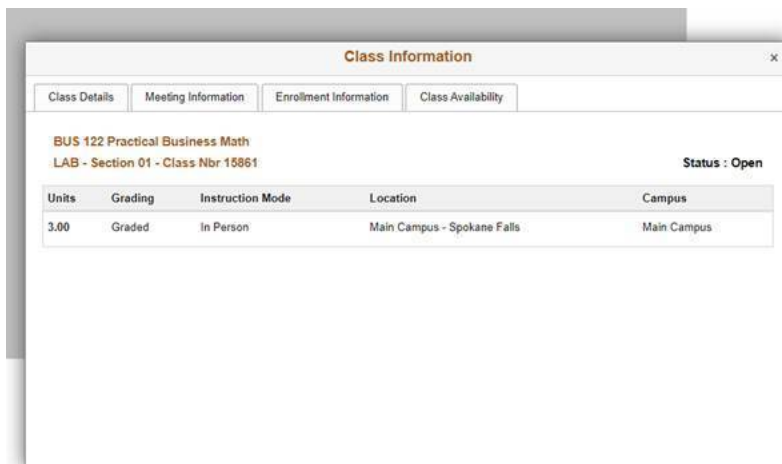 Class Information ×
Class Details Meeting Information Enrollment Information Class Availability
BUS 122 Practical Business Math
LAB - Section 01 - Class Nbr 15861 Status : Open
Units Grading Instruction Mode Location Campus
3.00 Graded In Person Main Campus - Spokane Falls Main Campus